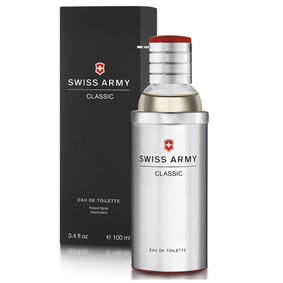 SWISS ARMY
CLASSIC
EAU DE TOILETTE
Natural Spray
Vaporisateur
3.4 fl oz e 100 ml
SWISS ARMY
CLASSIC
EAU DE TOILETTE